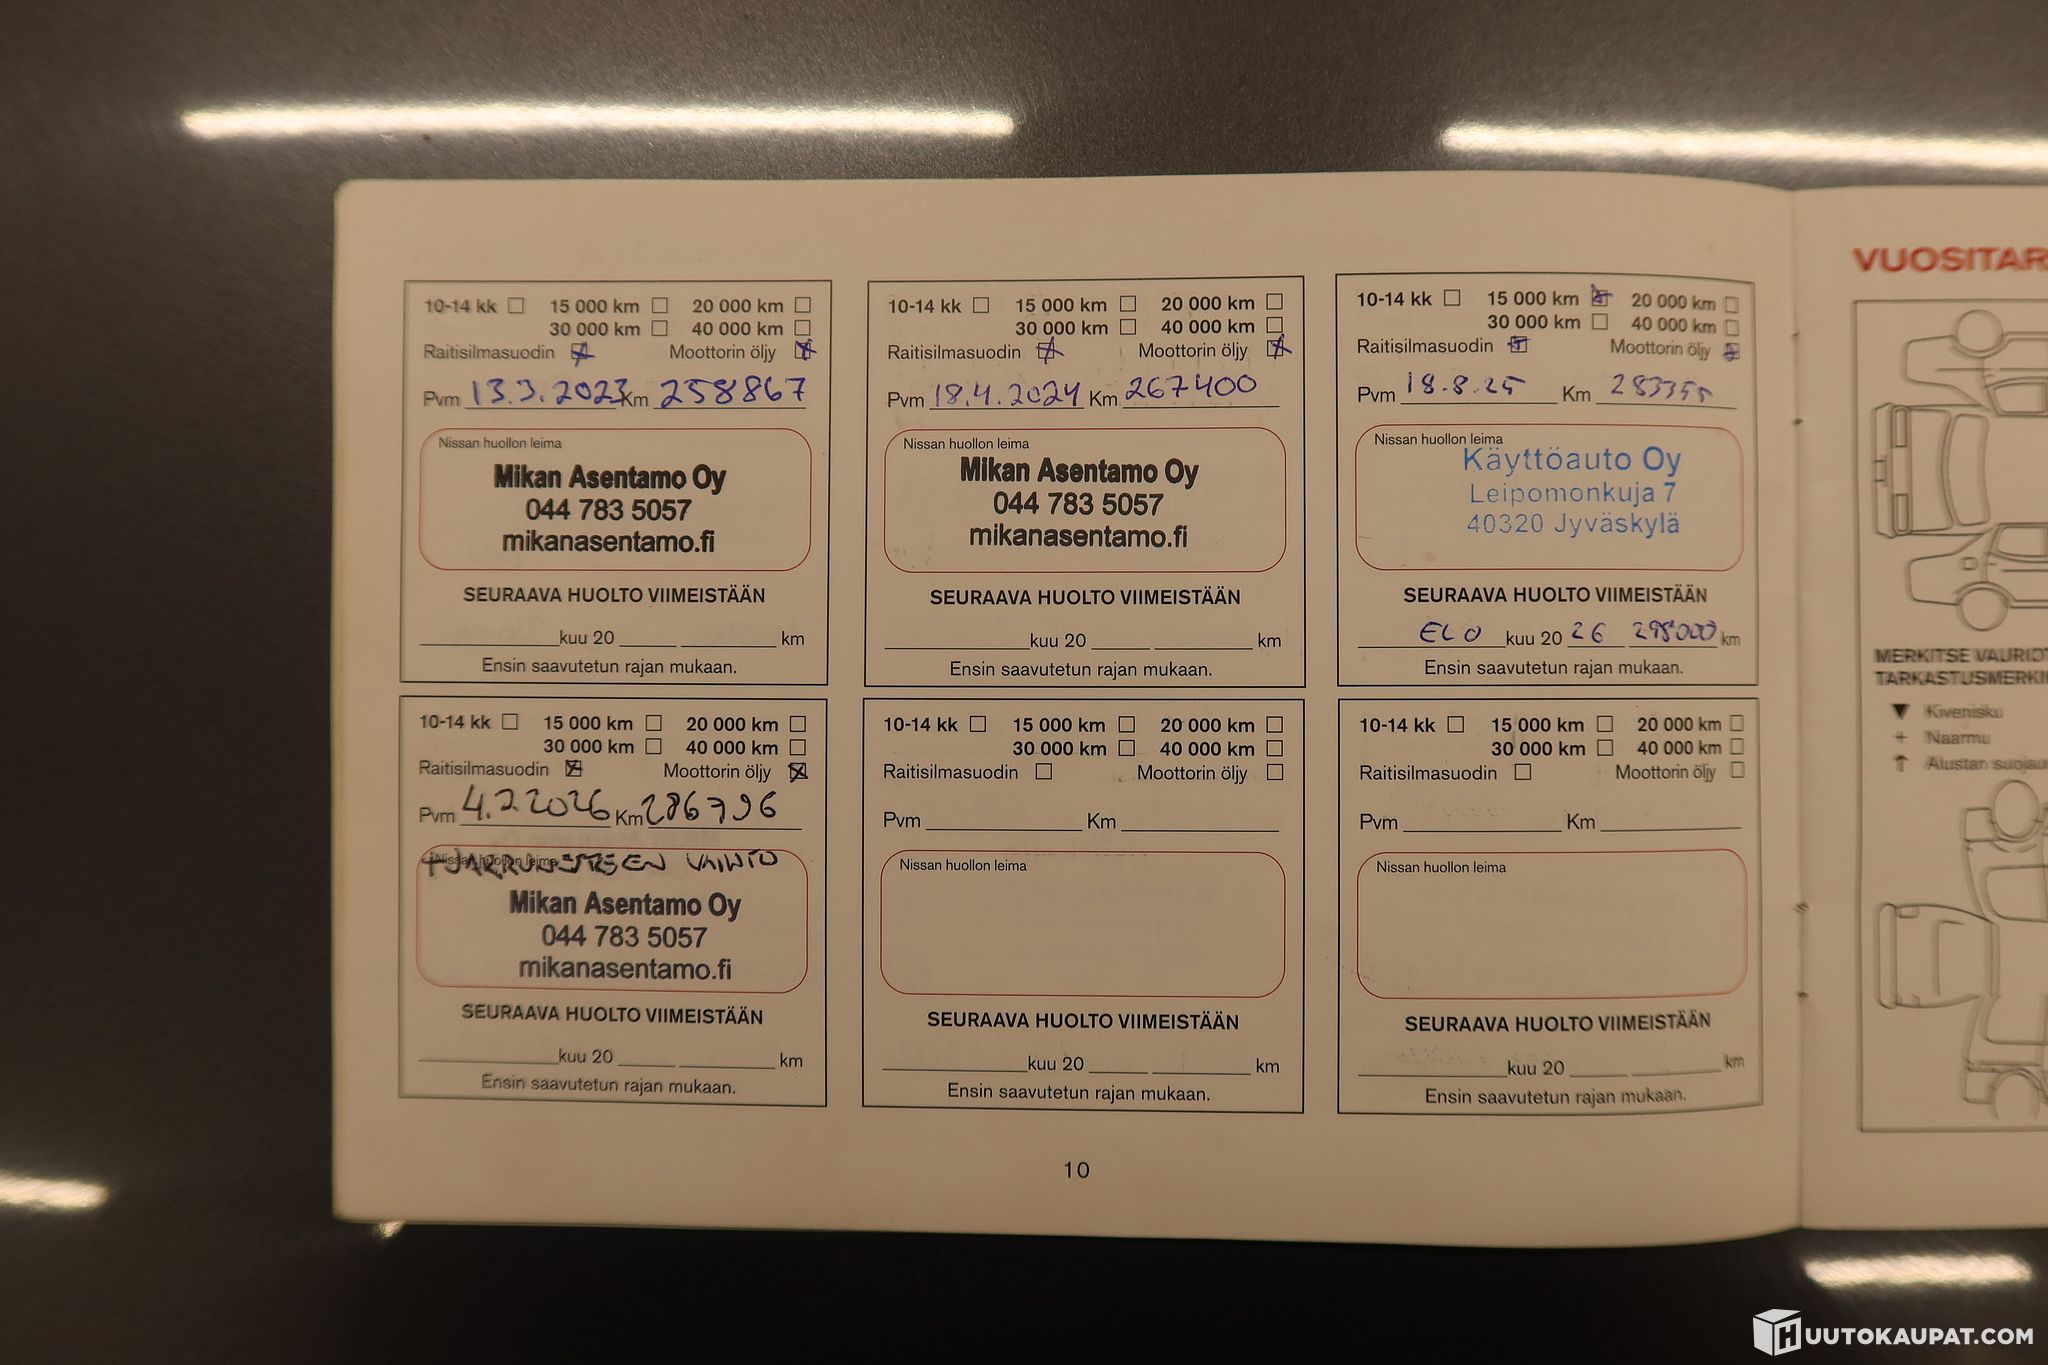 10-14 kk 15 000 km 20 000 km
30 000 km 40 000 km
Raitisilmasuodin Moottorin öljy
Pvm 13.3.2023 Km 258867
Nissan huollon leima
Mikan Asentamo Oy
044 783 5057
mikanasentamo.fi
SEURAAVA HUOLTO VIIMEISTÄÄN
kuu 20 km
Ensin saavutetun rajan mukaan.
10-14 kk 15 000 km 20 000 km
30 000 km 40 000 km
Raitisilmasuodin Moottorin öljy
Pvm 18.4.2024 Km 267400
Nissan huollon leima
Mikan Asentamo Oy
044 783 5057
mikanasentamo.fi
SEURAAVA HUOLTO VIIMEISTÄÄN
kuu 20 km
Ensin saavutetun rajan mukaan.
10-14 kk 15 000 km 20 000 km
30 000 km 40 000 km
Raitisilmasuodin Moottorin öljy
Pvm 18.8.25 Km 283355
Nissan huollon leima
Käyttöauto Oy
Leipomonkuja 7
40320 Jyväskylä
SEURAAVA HUOLTO VIIMEISTÄÄN
ELO kuu 20 26 298000 km
Ensin saavutetun rajan mukaan.
10-14 kk 15 000 km 20 000 km
30 000 km 40 000 km
Raitisilmasuodin Moottorin öljy
Pvm 4.2.2026 Km 286796
Nissan huollon leima
+JARRUNESTEEN VAIHTO
Mikan Asentamo Oy
044 783 5057
mikanasentamo.fi
SEURAAVA HUOLTO VIIMEISTÄÄN
kuu 20 km
Ensin saavutetun rajan mukaan.
10-14 kk 15 000 km 20 000 km
30 000 km 40 000 km
Raitisilmasuodin Moottorin öljy
Pvm Km
Nissan huollon leima
SEURAAVA HUOLTO VIIMEISTÄÄN
kuu 20 km
Ensin saavutetun rajan mukaan.
10-14 kk 15 000 km 20 000 km
30 000 km 40 000 km
Raitisilmasuodin Moottorin öljy
Pvm Km
Nissan huollon leima
SEURAAVA HUOLTO VIIMEISTÄÄN
kuu 20 km
Ensin saavutetun rajan mukaan.
10
VUOSITAR
MERKITSE VAURIOT
TARKASTUSMERKI
Kivenisku
+ Naarmu
Alustan suojau
HUUTOKAUPAT.COM